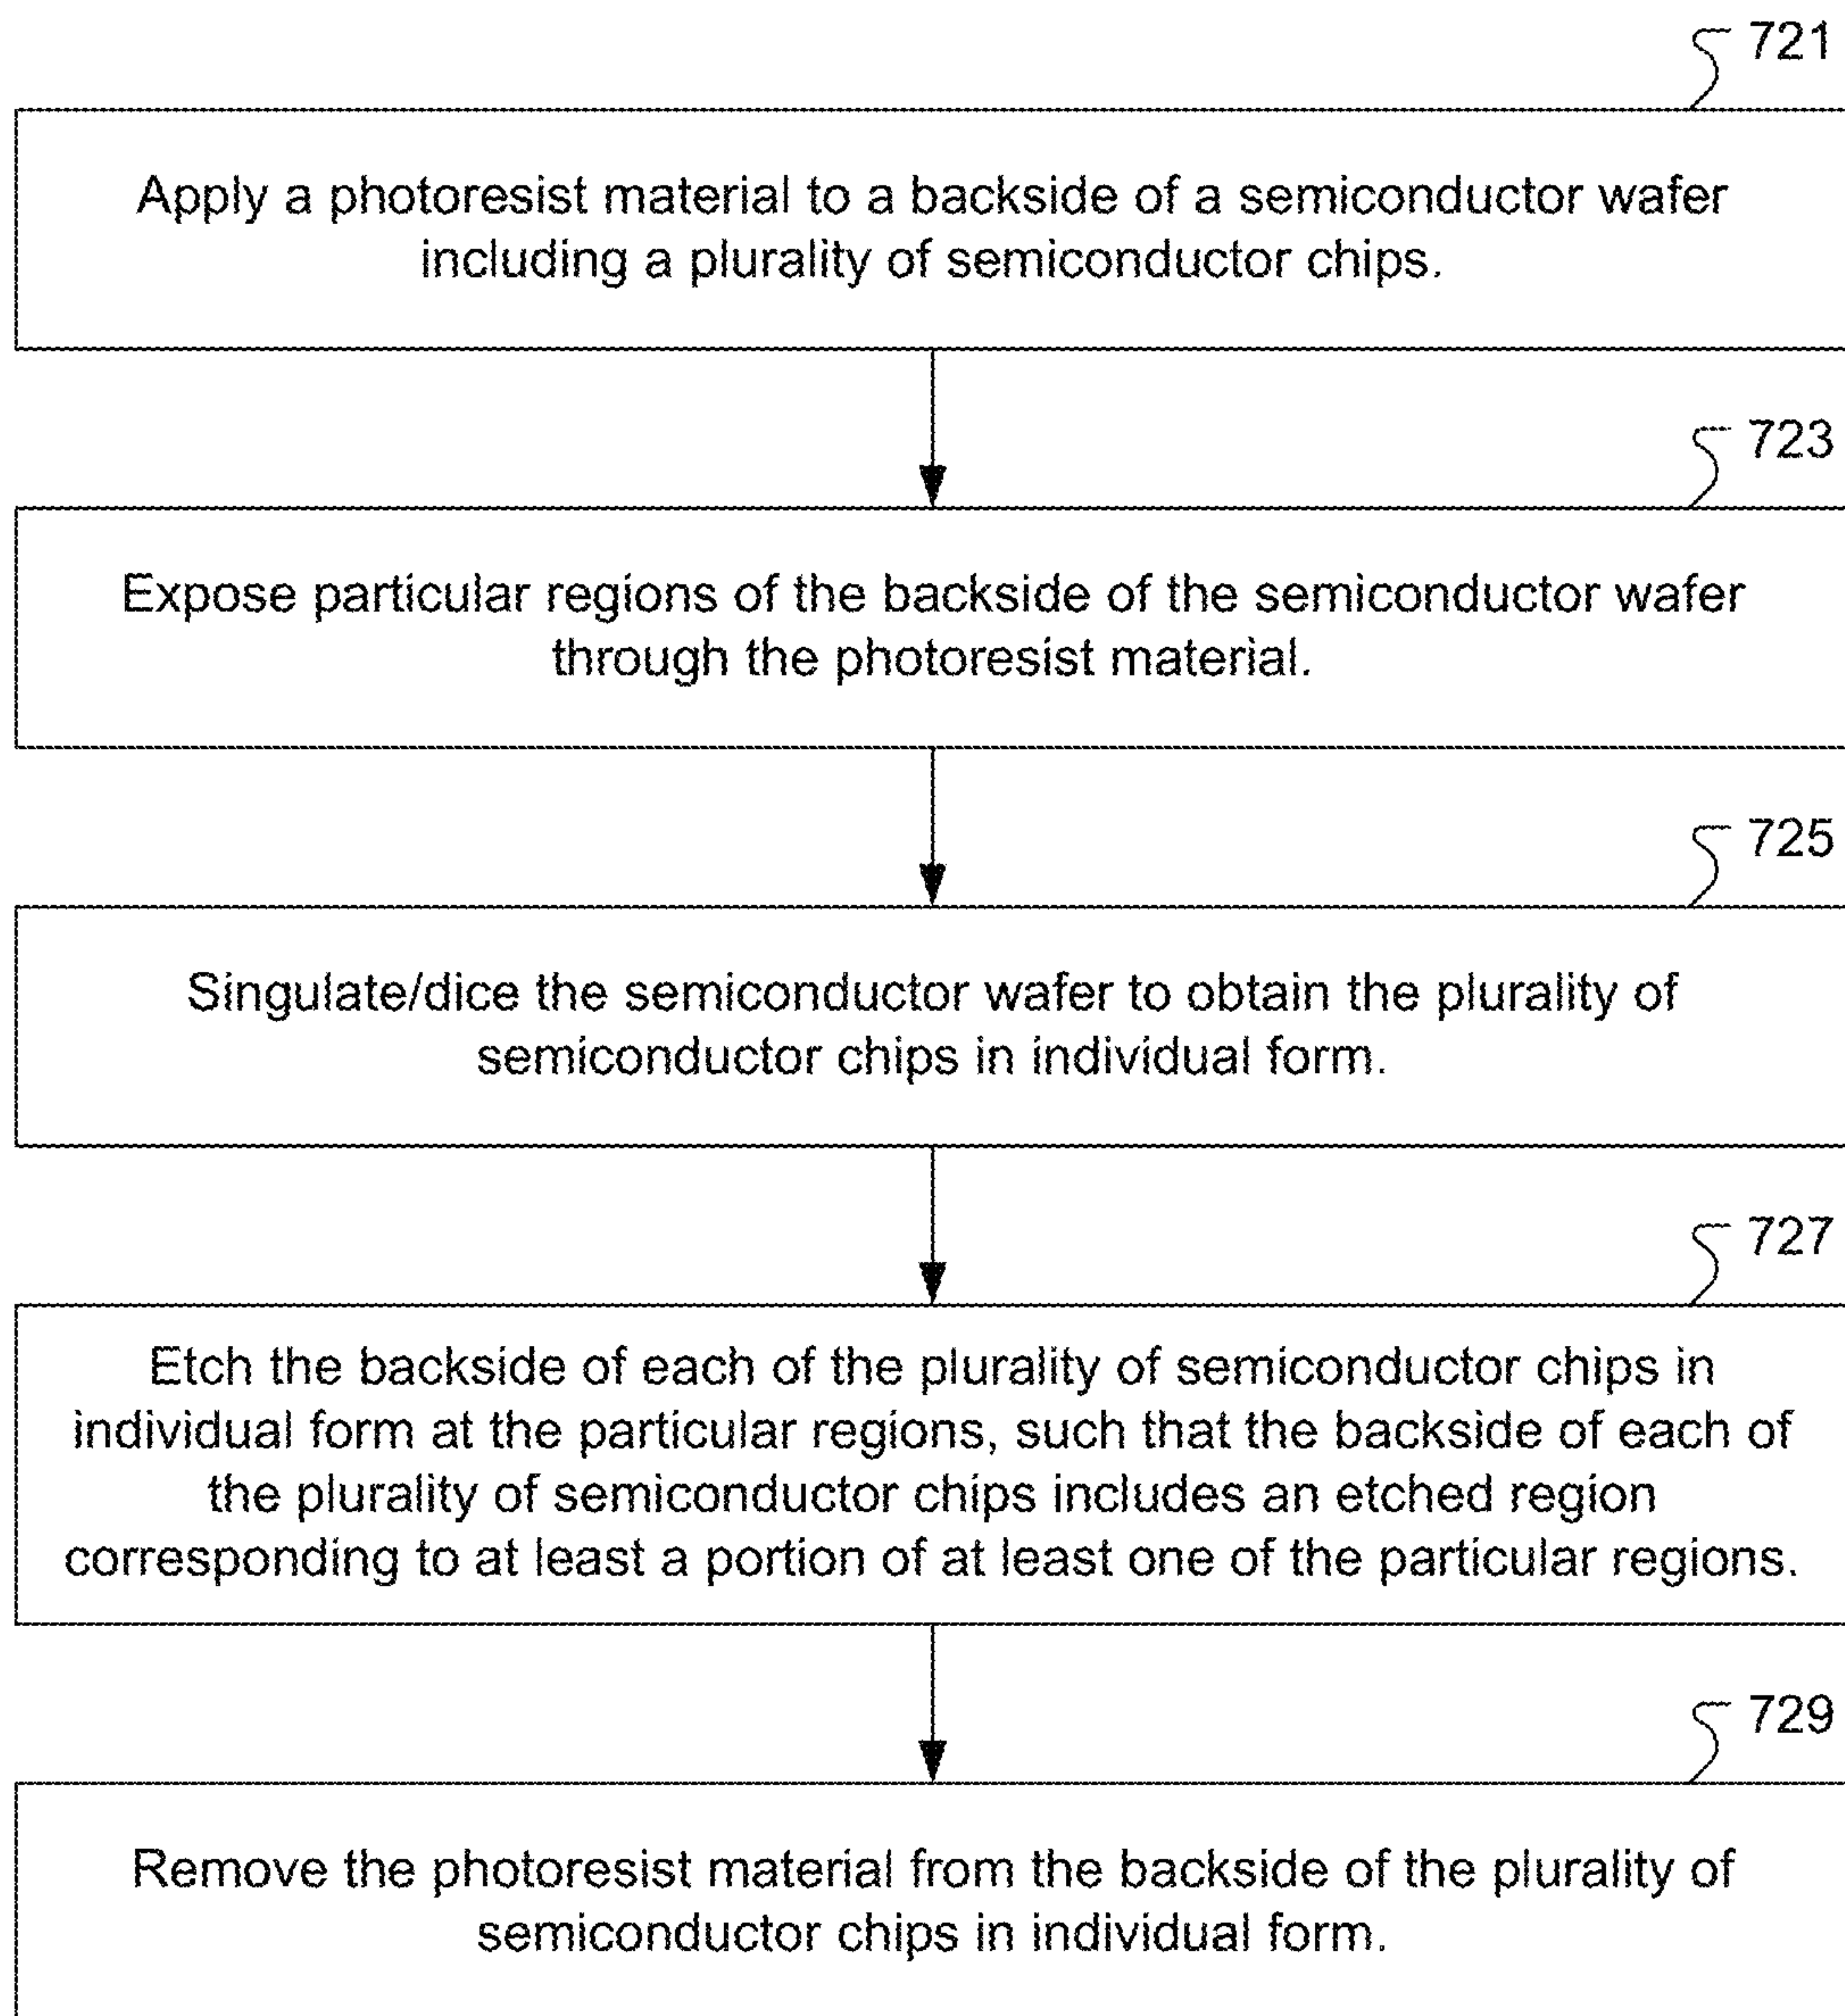 721
Apply a photoresist material to a backside of a semiconductor wafer
including a plurality of semiconductor chips.
723
Expose particular regions of the backside of the semiconductor wafer
through the photoresist material.
725
Singulate/dice the semiconductor wafer to obtain the plurality of
semiconductor chips in individual form.
727
Etch the backside of each of the plurality of semiconductor chips in
individual form at the particular regions, such that the backside of each of
the plurality of semiconductor chips includes an etched region
corresponding to at least a portion of at least one of the particular regions.
729
Remove the photoresist material from the backside of the plurality of
semiconductor chips in individual form.